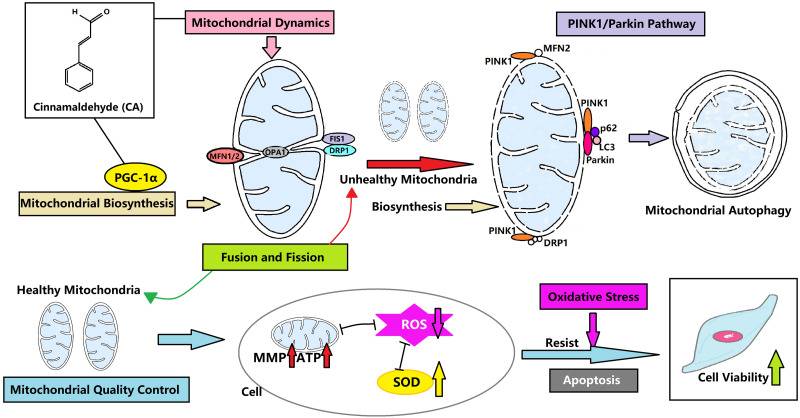 H
O
Cinnamaldehyde (CA)
Mitochondrial Dynamics
PINK1/Parkin Pathway
PGC-1α
Mitochondrial Biosynthesis
MFN1/2
OPA1
FIS1
DRP1
Unhealthy Mitochondria
Biosynthesis
PINK1
MFN2
PINK1
p62
LC3
Parkin
PINK1
DRP1
Mitochondrial Autophagy
Fusion and Fission
Healthy Mitochondria
Mitochondrial Quality Control
MMP
ATP
ROS
SOD
Cell
Oxidative Stress
Resist
Apoptosis
Cell Viability